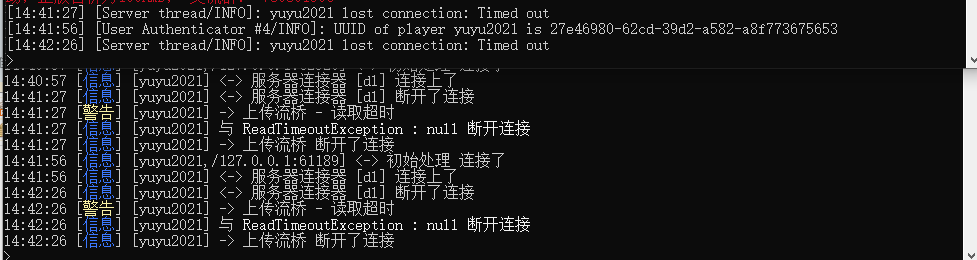 [14:41:27] [Server thread/INFO]: yuyu2021 lost connection: Timed out
[14:41:56] [User Authenticator #4/INFO]: UUID of player yuyu2021 is 27e46980-62cd-39d2-a582-a8f773675653
[14:42:26] [Server thread/INFO]: yuyu2021 lost connection: Timed out
>
14:40:57 [信息] [yuyu2021] <-> 服务器连接器 [d1] 连接上了
14:41:27 [信息] [yuyu2021] <-> 服务器连接器 [d1] 断开了连接
14:41:27 [警告] [yuyu2021] -> 上传流桥 - 读取超时
14:41:27 [信息] [yuyu2021] 与 ReadTimeoutException : null 断开连接
14:41:27 [信息] [yuyu2021] -> 上传流桥 断开了连接
14:41:56 [信息] [yuyu2021,/127.0.0.1:61189] <-> 初始处理 连接了
14:41:56 [信息] [yuyu2021] <-> 服务器连接器 [d1] 连接上了
14:42:26 [信息] [yuyu2021] <-> 服务器连接器 [d1] 断开了连接
14:42:26 [警告] [yuyu2021] -> 上传流桥 - 读取超时
14:42:26 [信息] [yuyu2021] 与 ReadTimeoutException : null 断开连接
14:42:26 [信息] [yuyu2021] -> 上传流桥 断开了连接
>